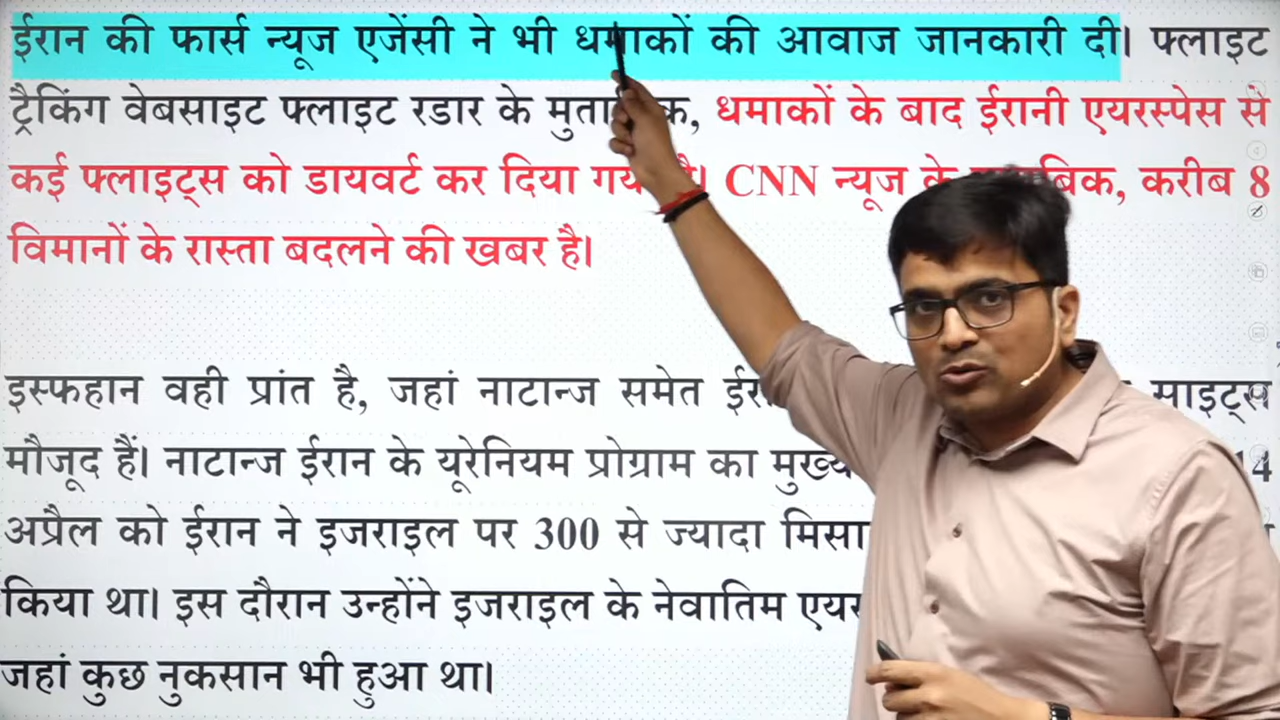 ईरान की फार्स न्यूज एजेंसी ने भी धमाकों की आवाज जानकारी दी। फ्लाइट
ट्रैकिंग वेबसाइट फ्लाइट रडार के धमाकों के बाद ईरानी एयरस्पेस से
कई फ्लाइट्स को डायवर्ट कर दिया CNN न्यूज करीब 8
विमानों के रास्ता बदलने की खबर है।
इस्फहान वही प्रांत है, जहां नाटान्ज समेत साइट्स
मौजूद हैं। नाटान्ज ईरान के यूरेनियम प्रोग्राम का 14
अप्रैल को ईरान ने इजराइल पर 300 से ज्यादा
किया था। इस दौरान उन्होंने इजराइल के नेवातिम
जहां कुछ नुकसान भी हुआ था।